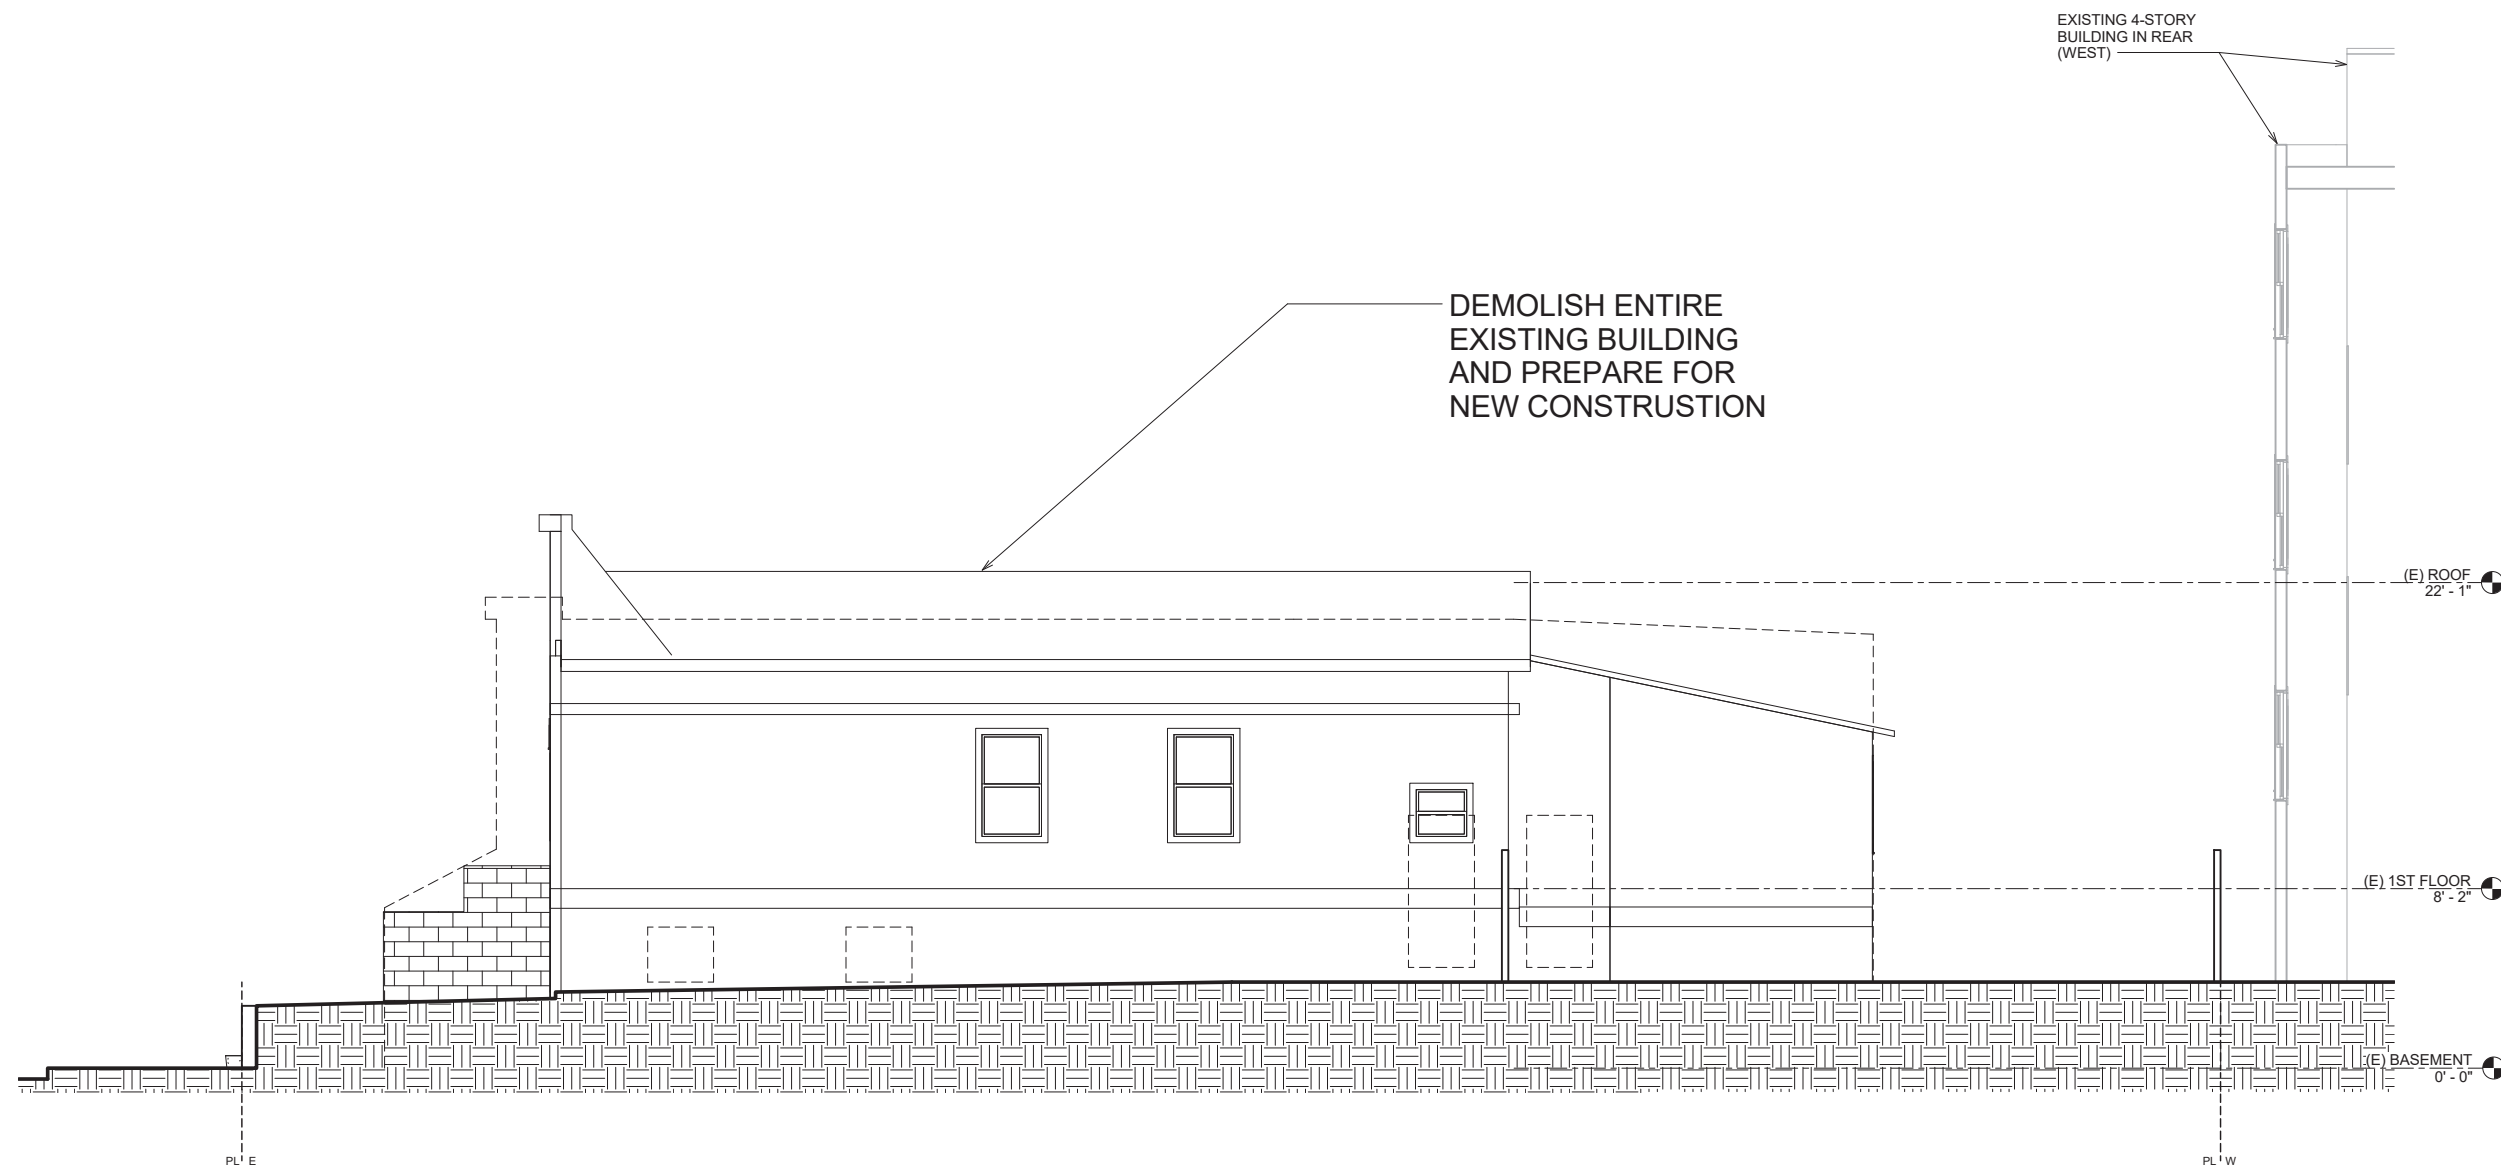 EXISTING 4-STORY
BUILDING IN REAR
(WEST)
DEMOLISH ENTIRE
EXISTING BUILDING
AND PREPARE FOR
NEW CONSTRUSTION
(E) ROOF
22' - 1"
(E) 1ST FLOOR
8' - 2"
(E) BASEMENT
0' - 0"
PL E
PL W